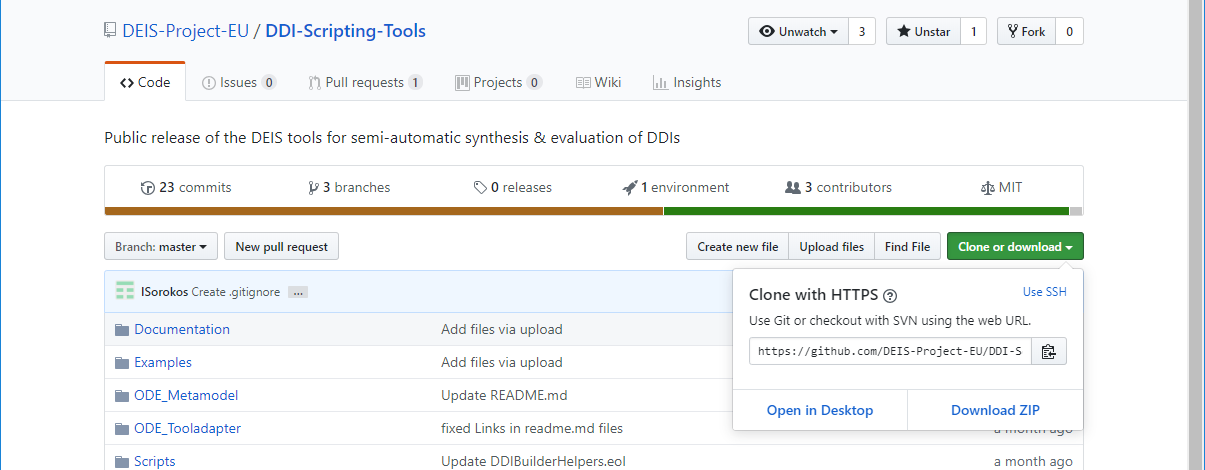 DEIS-Project-EU / DDI-Scripting-Tools
Unwatch 3 Unstar 1 Fork 0
Code Issues 0 Pull requests 1 Projects 0 Wiki Insights
Public release of the DEIS tools for semi-automatic synthesis & evaluation of DDIs
23 commits 3 branches 0 releases 1 environment 3 contributors MIT
Branch: master New pull request Create new file Upload files Find File Clone or download
ISorokos Create .gitignore ...
Clone with HTTPS ? Use SSH
Use Git or checkout with SVN using the web URL.
https://github.com/DEIS-Project-EU/DDI-S
Open in Desktop Download ZIP
Documentation Add files via upload
Examples Add files via upload
ODE_Metamodel Update README.md
ODE_Tooladapter fixed Links in readme.md files a month ago
Scripts Update DDIBuilderHelpers.eol a month ago